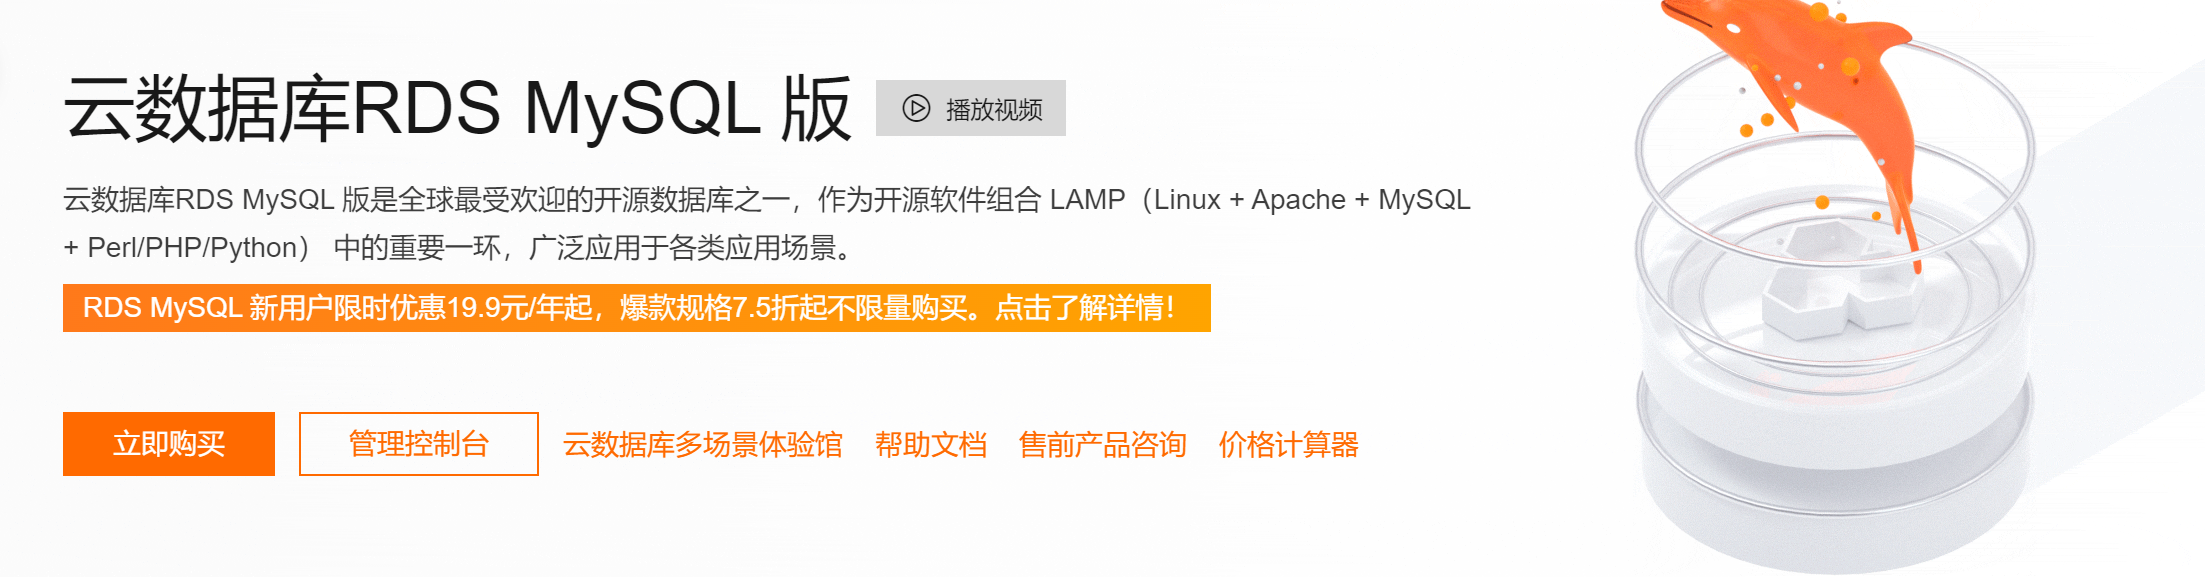 云数据库RDS MySQL 版
播放视频
云数据库RDS MySQL 版是全球最受欢迎的开源数据库之一，作为开源软件组合 LAMP（Linux + Apache + MySQL
+ Perl/PHP/Python） 中的重要一环，广泛应用于各类应用场景。
RDS MySQL 新用户限时优惠19.9元/年起，爆款规格7.5折起不限量购买。点击了解详情！
立即购买 管理控制台 云数据库多场景体验馆 帮助文档 售前产品咨询 价格计算器